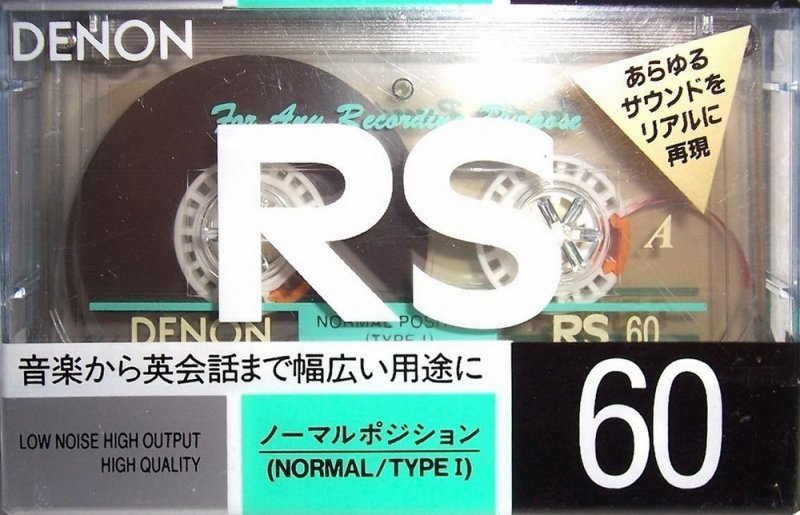 DENON
For Any Recording Purpose
あらゆる
サウンドを
リアルに
再現
RS
A
DENON
NORMAL POSI
(TYPE I)
RS 60
音楽から英会話まで幅広い用途に
LOW NOISE HIGH OUTPUT
HIGH QUALITY
ノーマルポジション
(NORMAL/TYPE I)
60